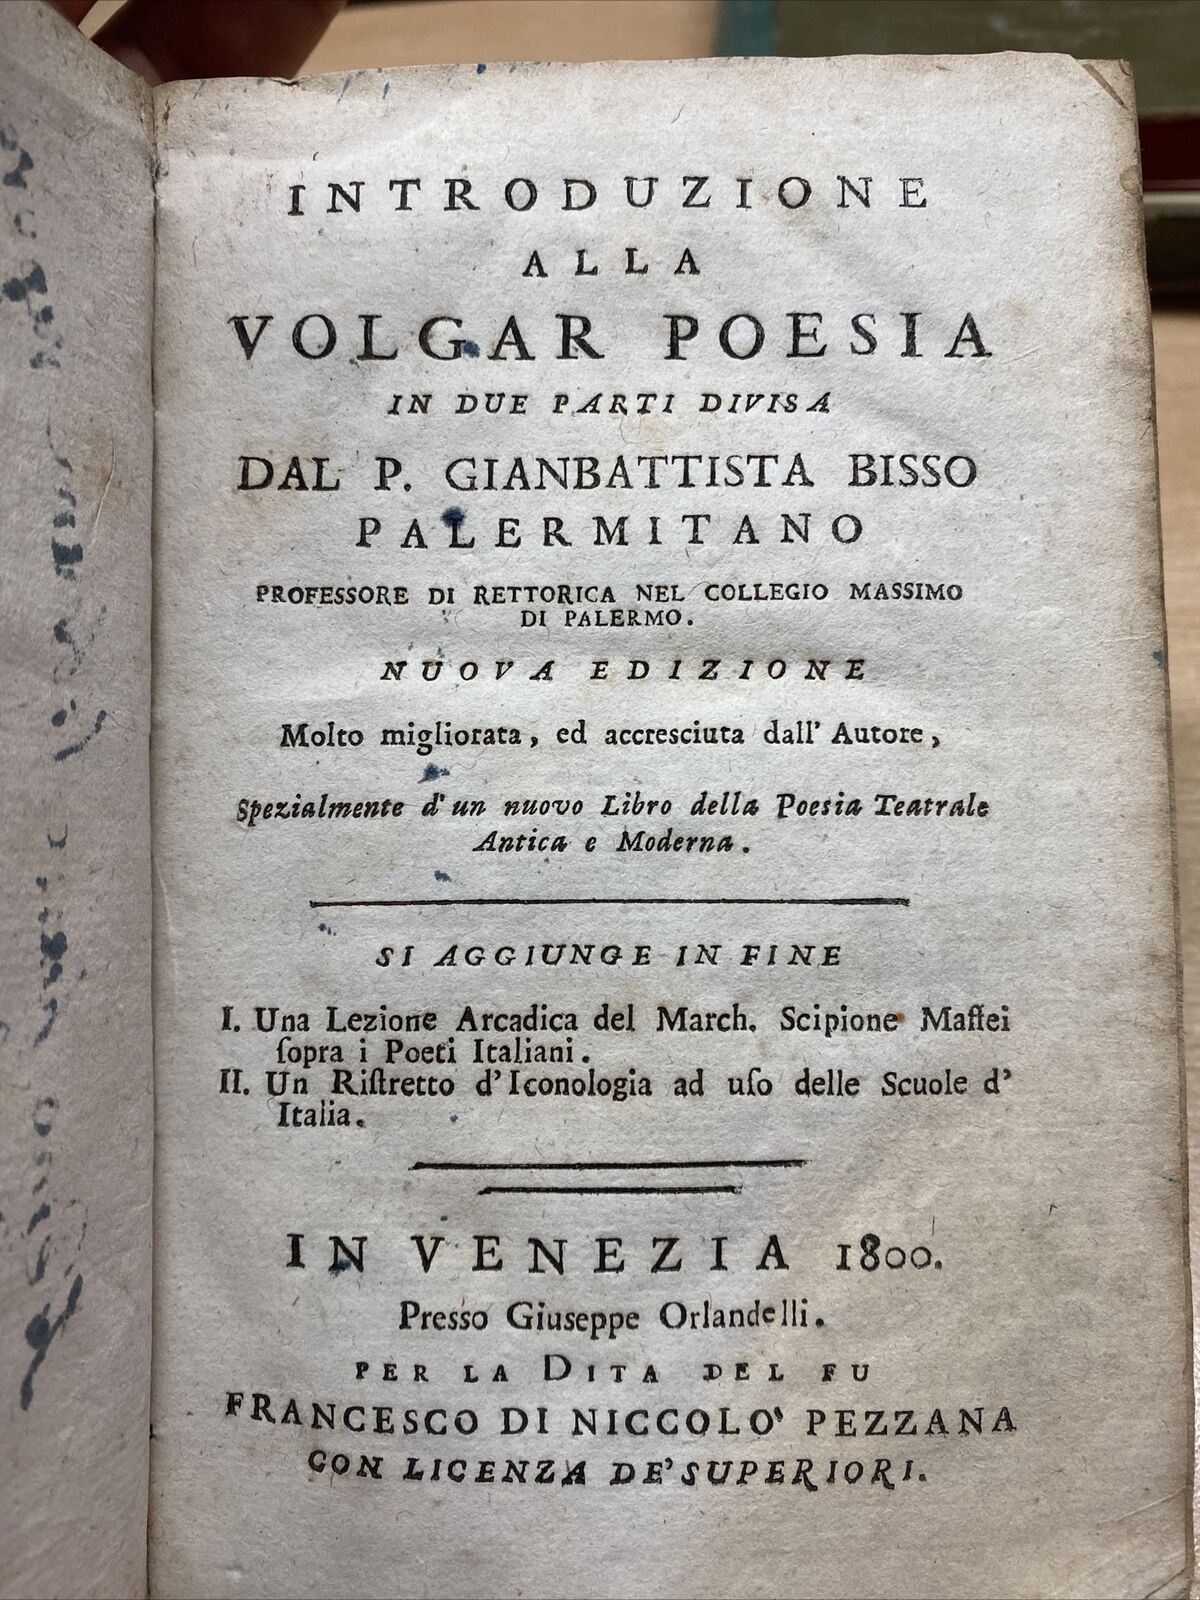 INTRODUZIONE
ALLA
VOLGAR POESIA
IN DUE PARTI DIVISA
DAL P. GIANBATTISTA BISSO
PALERMITANO
PROFESSORE DI RETTORICA NEL COLLEGIO MASSIMO
DI PALERMO.
NUOVA EDIZIONE
Molto migliorata, ed accresciuta dall' Autore,
Spezialmente d'un nuovo Libro della Poesia Teatrale
Antica e Moderna.
SI AGGIUNGE IN FINE
I. Una Lezione Arcadica del March. Scipione Maffei
ſopra i Poeti Italiani.
II. Un Riſtretto d'Iconologia ad uſo delle Scuole d'
Italia.
IN VENEZIA 1800.
Presso Giuseppe Orlandelli.
PER LA DITA DEL FU
FRANCESCO DI NICCOLO' PEZZANA
CON LICENZA DE' SUPERIORI.